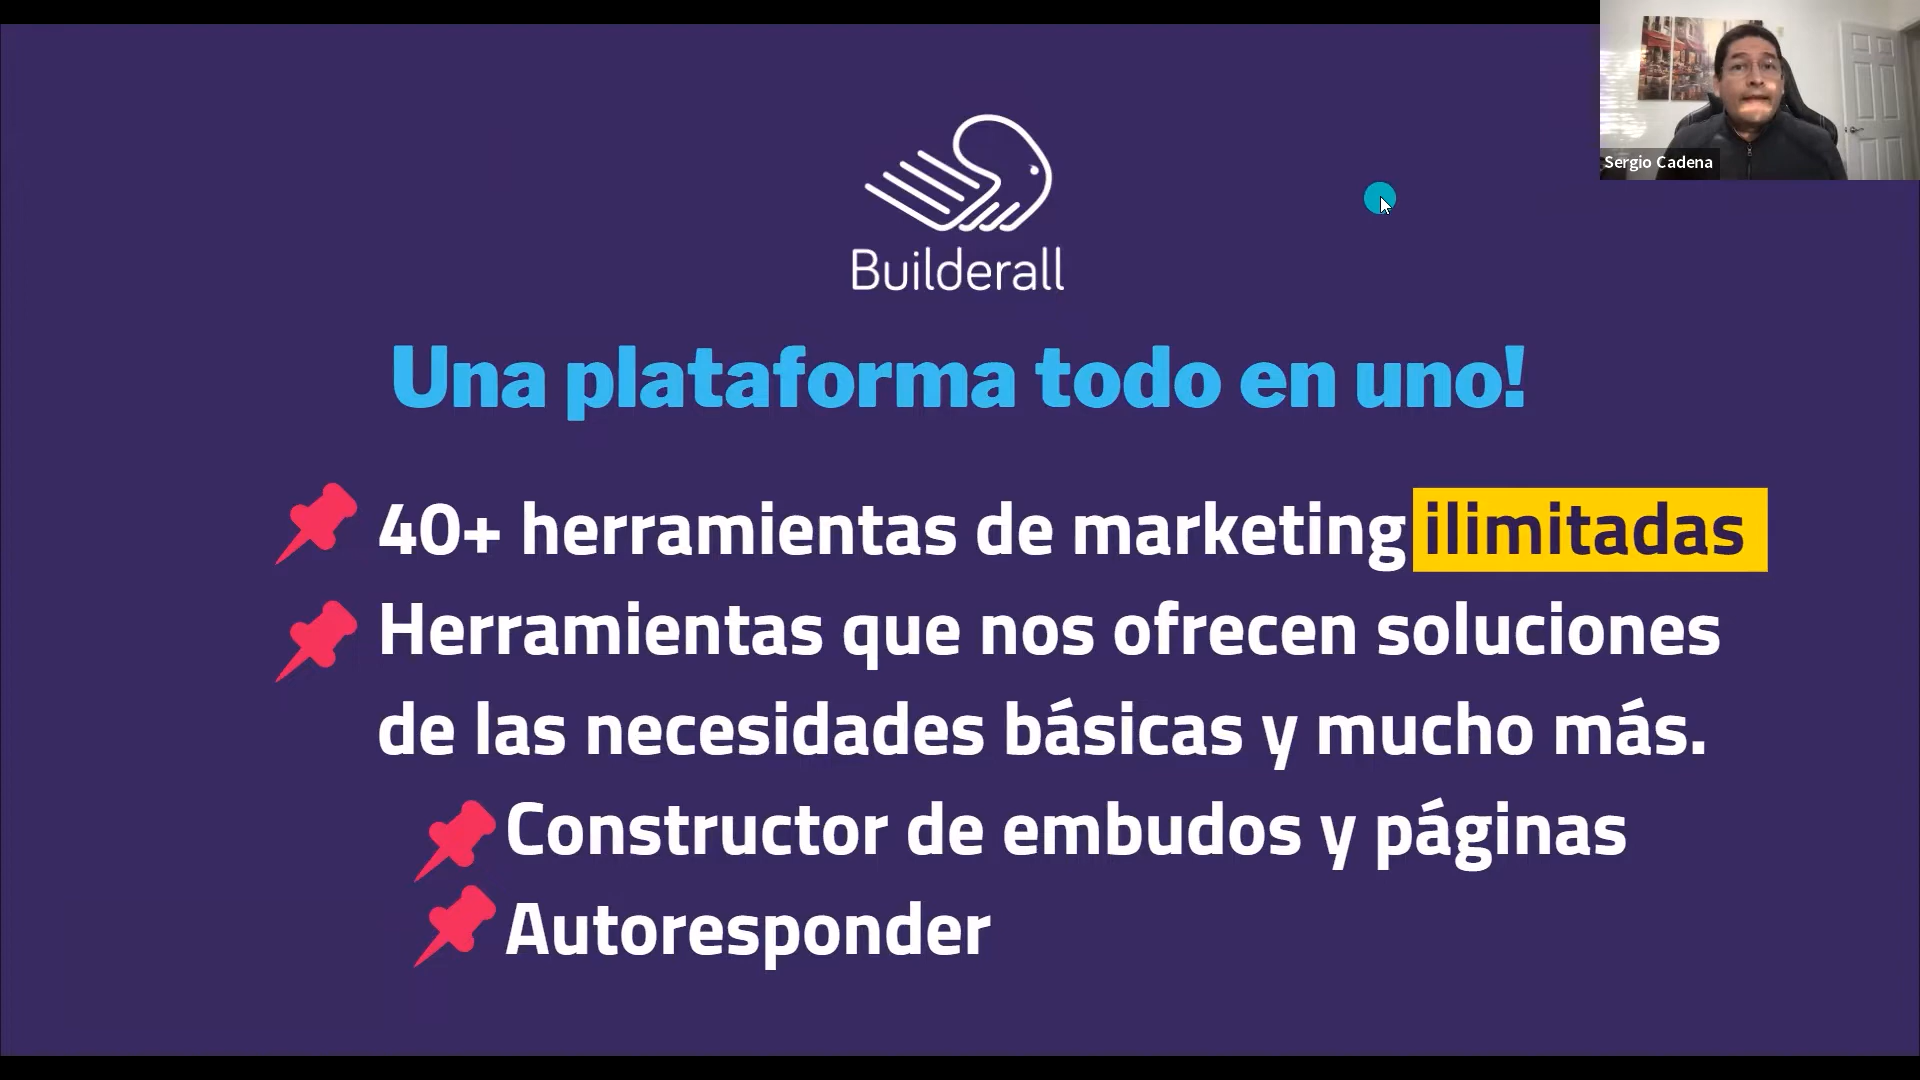 Sergio Cadena
Builderall
Una plataforma todo en uno!
40+ herramientas de marketing ilimitadas
Herramientas que nos ofrecen soluciones
de las necesidades básicas y mucho más.
Constructor de embudos y páginas
Autoresponder